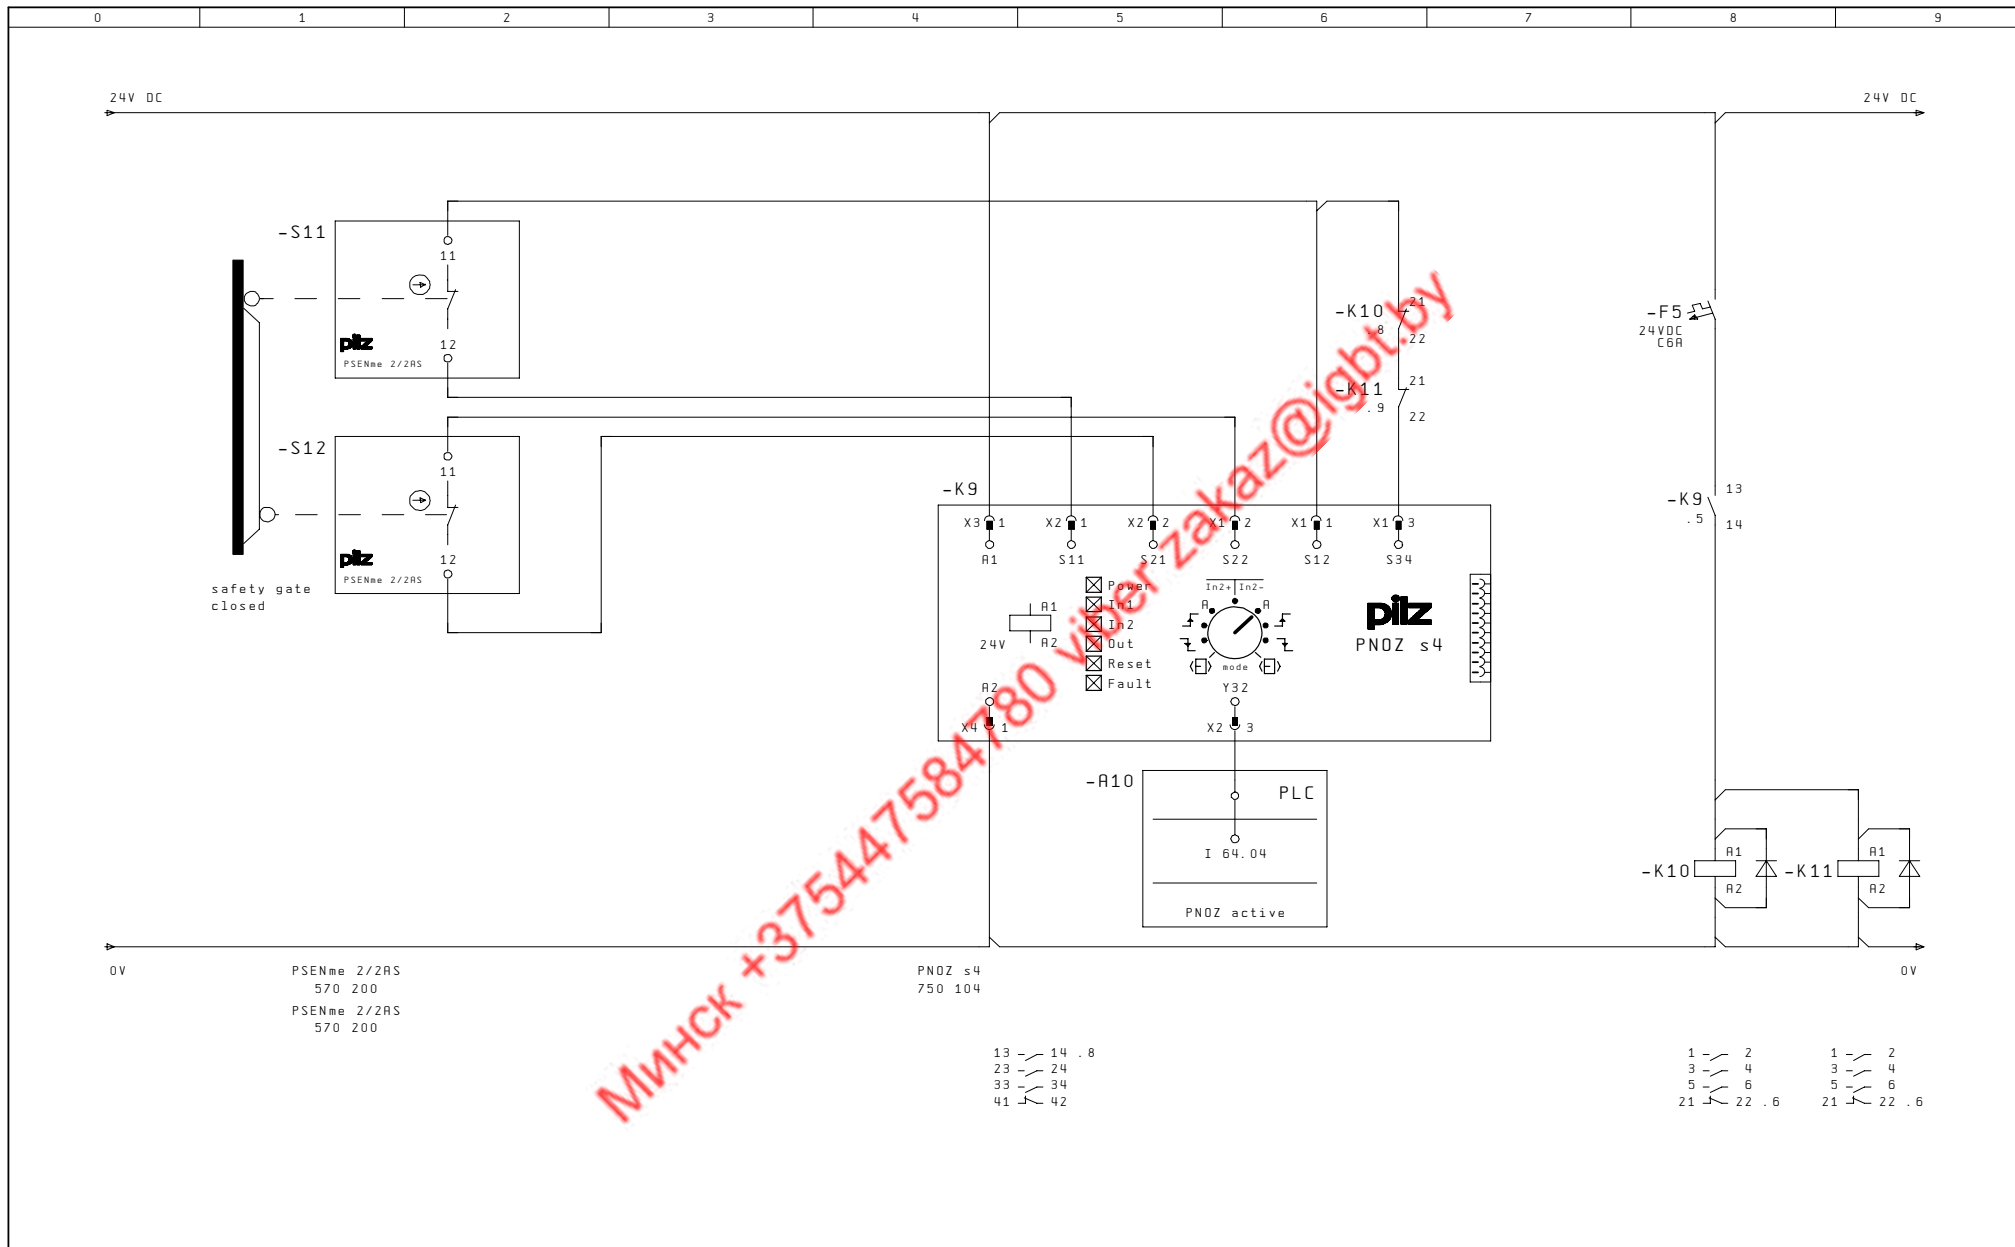 0 1 2 3 4 5 6 7 8 9
24V DC 24V DC
-S11
11
12
pilz
PSENme 2/2AS
-S12
11
12
pilz
PSENme 2/2AS
safety gate
closed
-K10
.8
21
22
-K11
.9
21
22
-F5
24VDC
C6A
-K9
.5
13
14
-K9
X3 1 X2 1 X2 2 X1 2 X1 1 X1 3
A1 S11 S21 S22 S12 S34
Power
In1
In2
Out
Reset
Fault
A1
24V
A2
In2+ In2-
A A
mode
pilz
PNOZ s4
A2 Y32
X4 1 X2 3
-A10
PLC
I 64.04
PNOZ active
-K10
A1
A2
-K11
A1
A2
0V 0V
PSENme 2/2AS
570 200
PSENme 2/2AS
570 200
PNOZ s4
750 104
13 14 .8
23 24
33 34
41 42
1 2
3 4
5 6
21 22 .6
1 2
3 4
5 6
21 22 .6
Минск +375447584780 viber zakaz@igbt.by